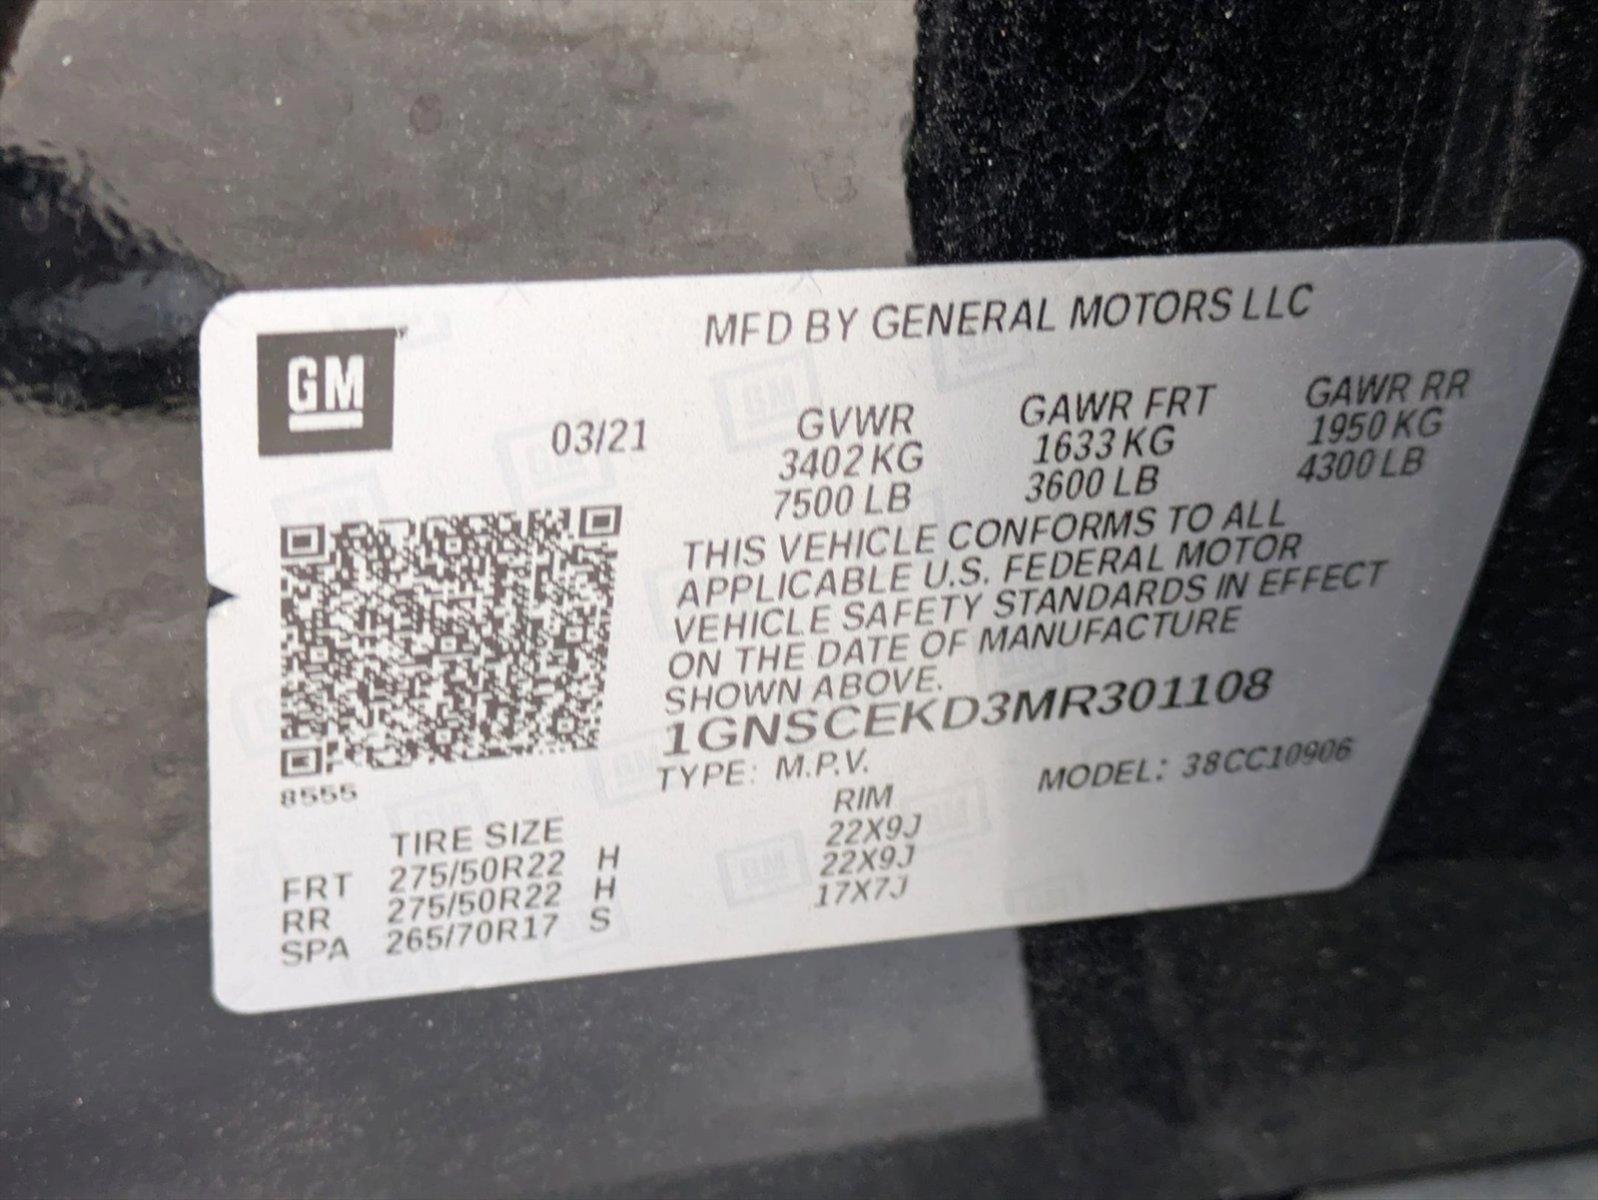 MFD BY GENERAL MOTORS LLC
GM
03/21
GVWR GAWR FRT GAWR RR
3402 KG 1633 KG 1950 KG
7500 LB 3600 LB 4300 LB
THIS VEHICLE CONFORMS TO ALL
APPLICABLE U.S. FEDERAL MOTOR
VEHICLE SAFETY STANDARDS IN EFFECT
ON THE DATE OF MANUFACTURE
SHOWN ABOVE.
1GNSCEKD3MR301108
TYPE: M.P.V. MODEL: 38CC10906
8555
TIRE SIZE RIM
FRT 275/50R22 H 22X9J
RR 275/50R22 H 22X9J
SPA 265/70R17 S 17X7J